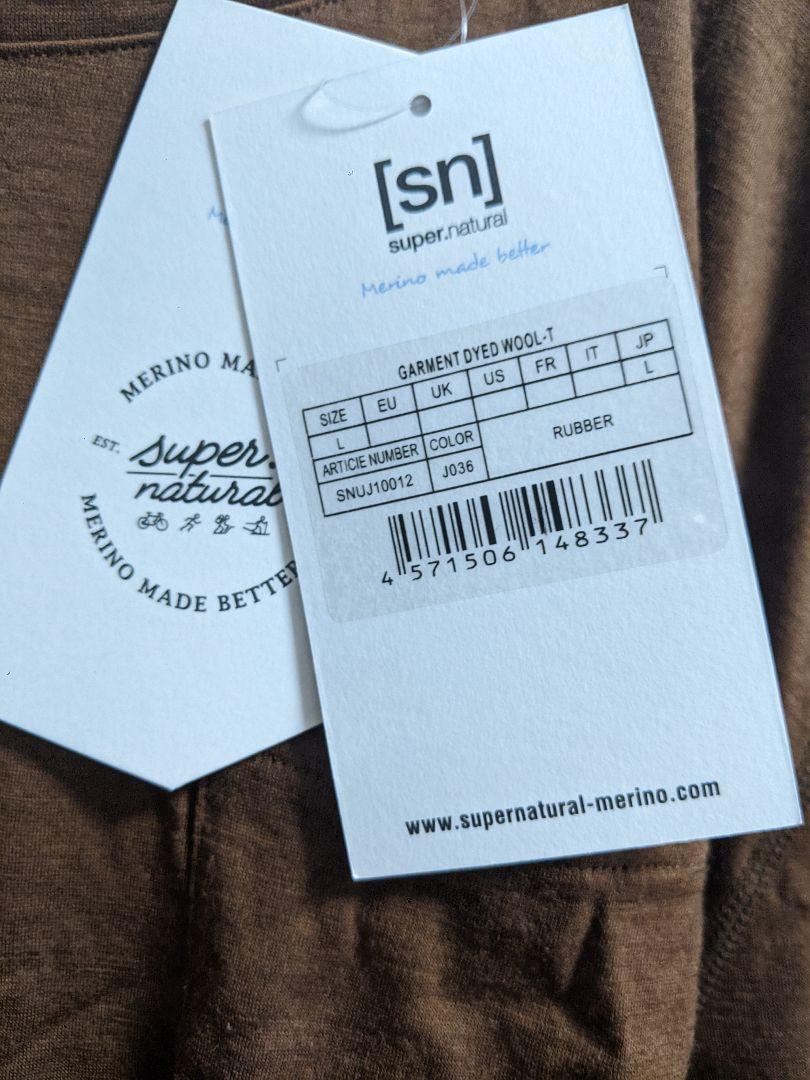 [sn]
super.natural
Merino made better
GARMENT DYED WOOL-T
SIZE EU UK US FR IT JP
L L
ARTICIE NUMBER COLOR RUBBER
SNUJ10012 J036
4 571506 148337
www.supernatural-merino.com
MERINO MA
EST.
super.
natural
MERINO MADE BETTER